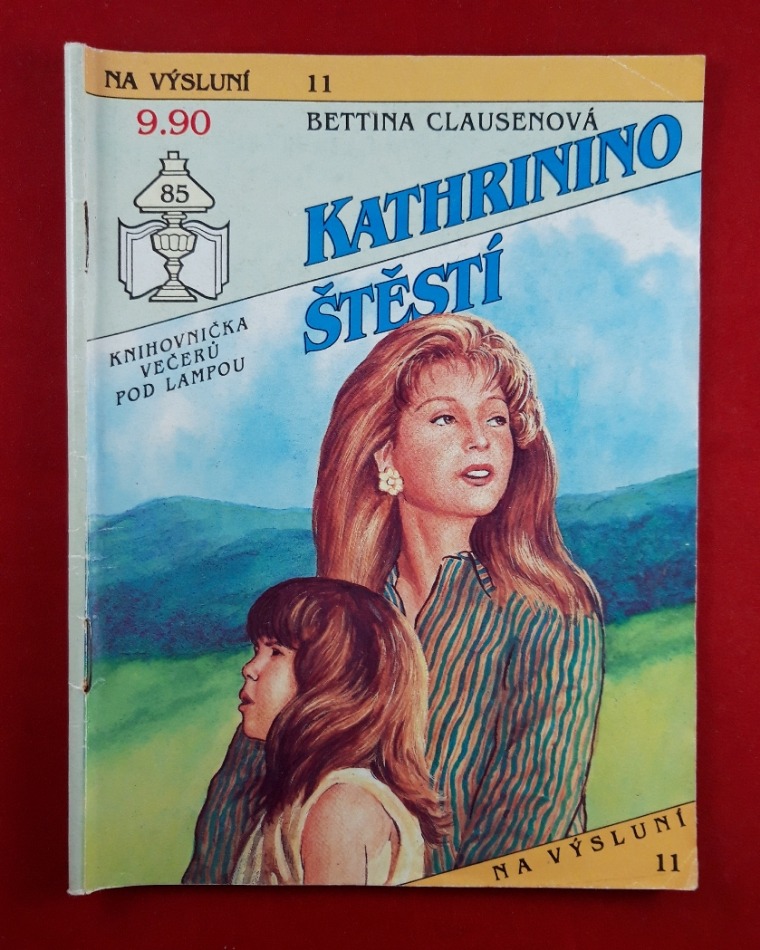 NA VÝSLUNÍ 11
9.90
BETTINA CLAUSENOVÁ
85
KATHRININO
ŠTĚSTÍ
KNIHOVNIČKA
VEČERŮ
POD LAMPOU
NA VÝSLUNÍ
11